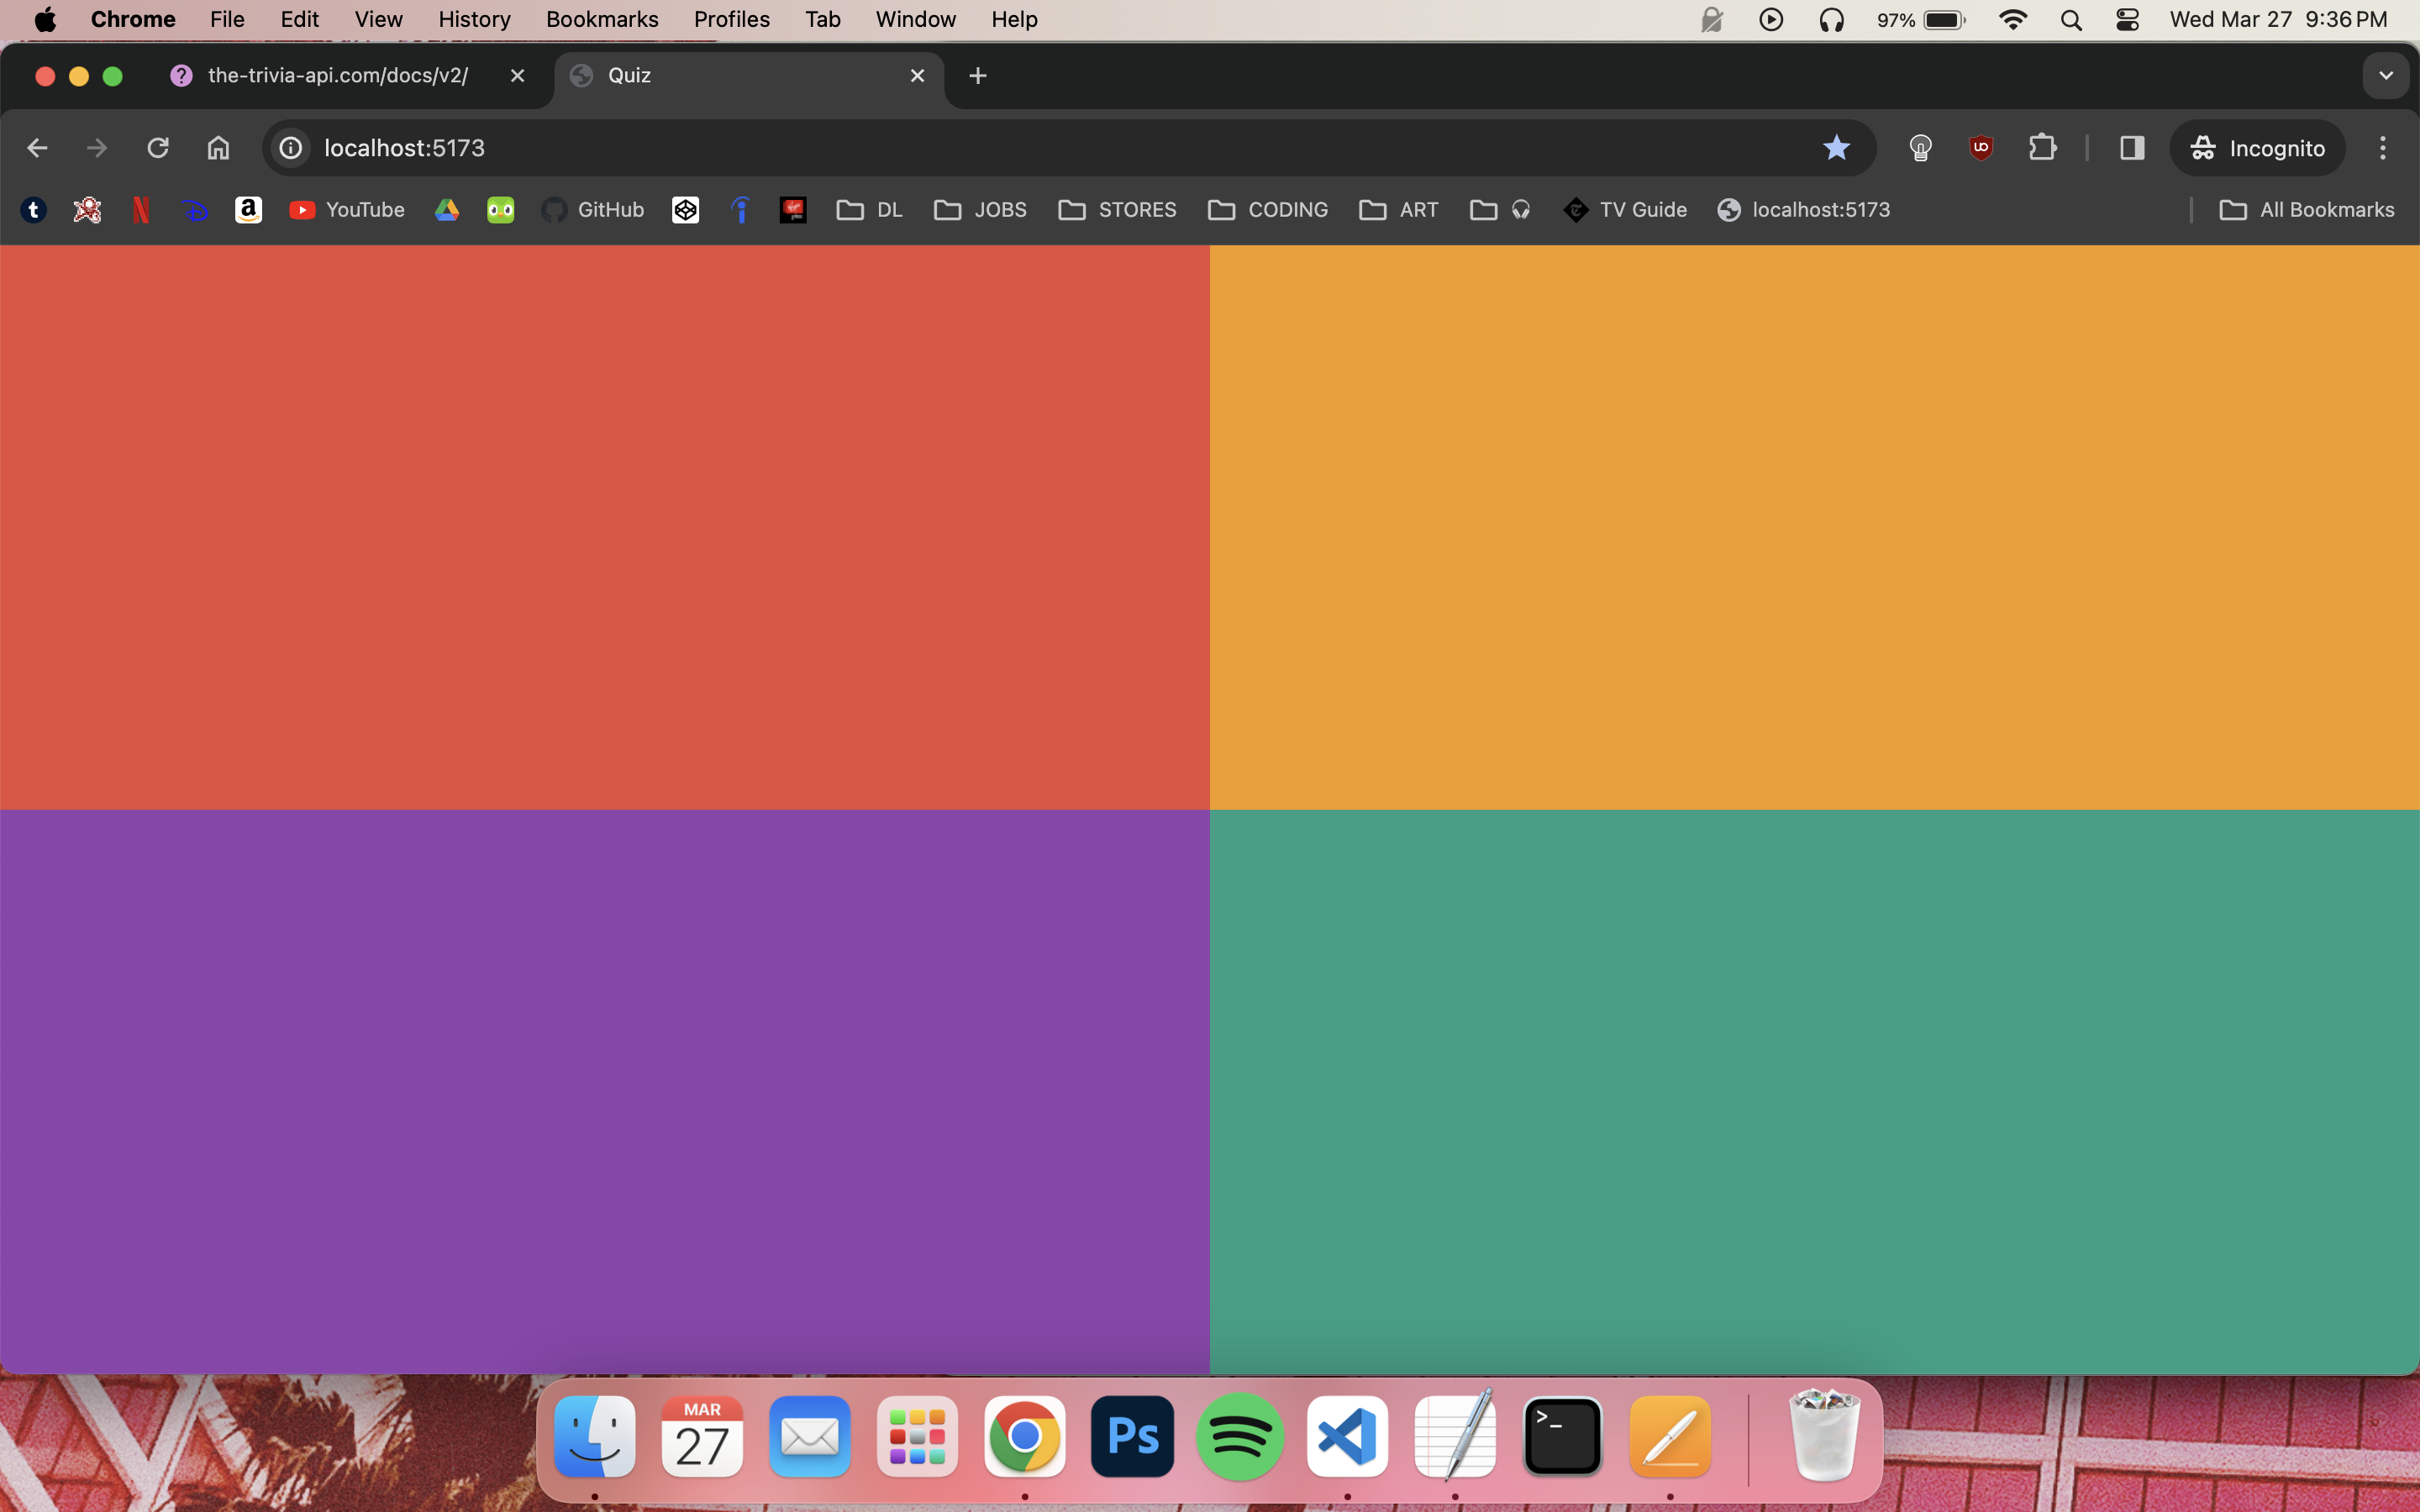 Chrome File Edit View History Bookmarks Profiles Tab Window Help 97% Wed Mar 27 9:36 PM
? the-trivia-api.com/docs/v2/ Quiz
localhost:5173 UD Incognito
t N a YouTube GitHub DL JOBS STORES CODING ART TV Guide localhost:5173 All Bookmarks
MAR
27 Ps >_